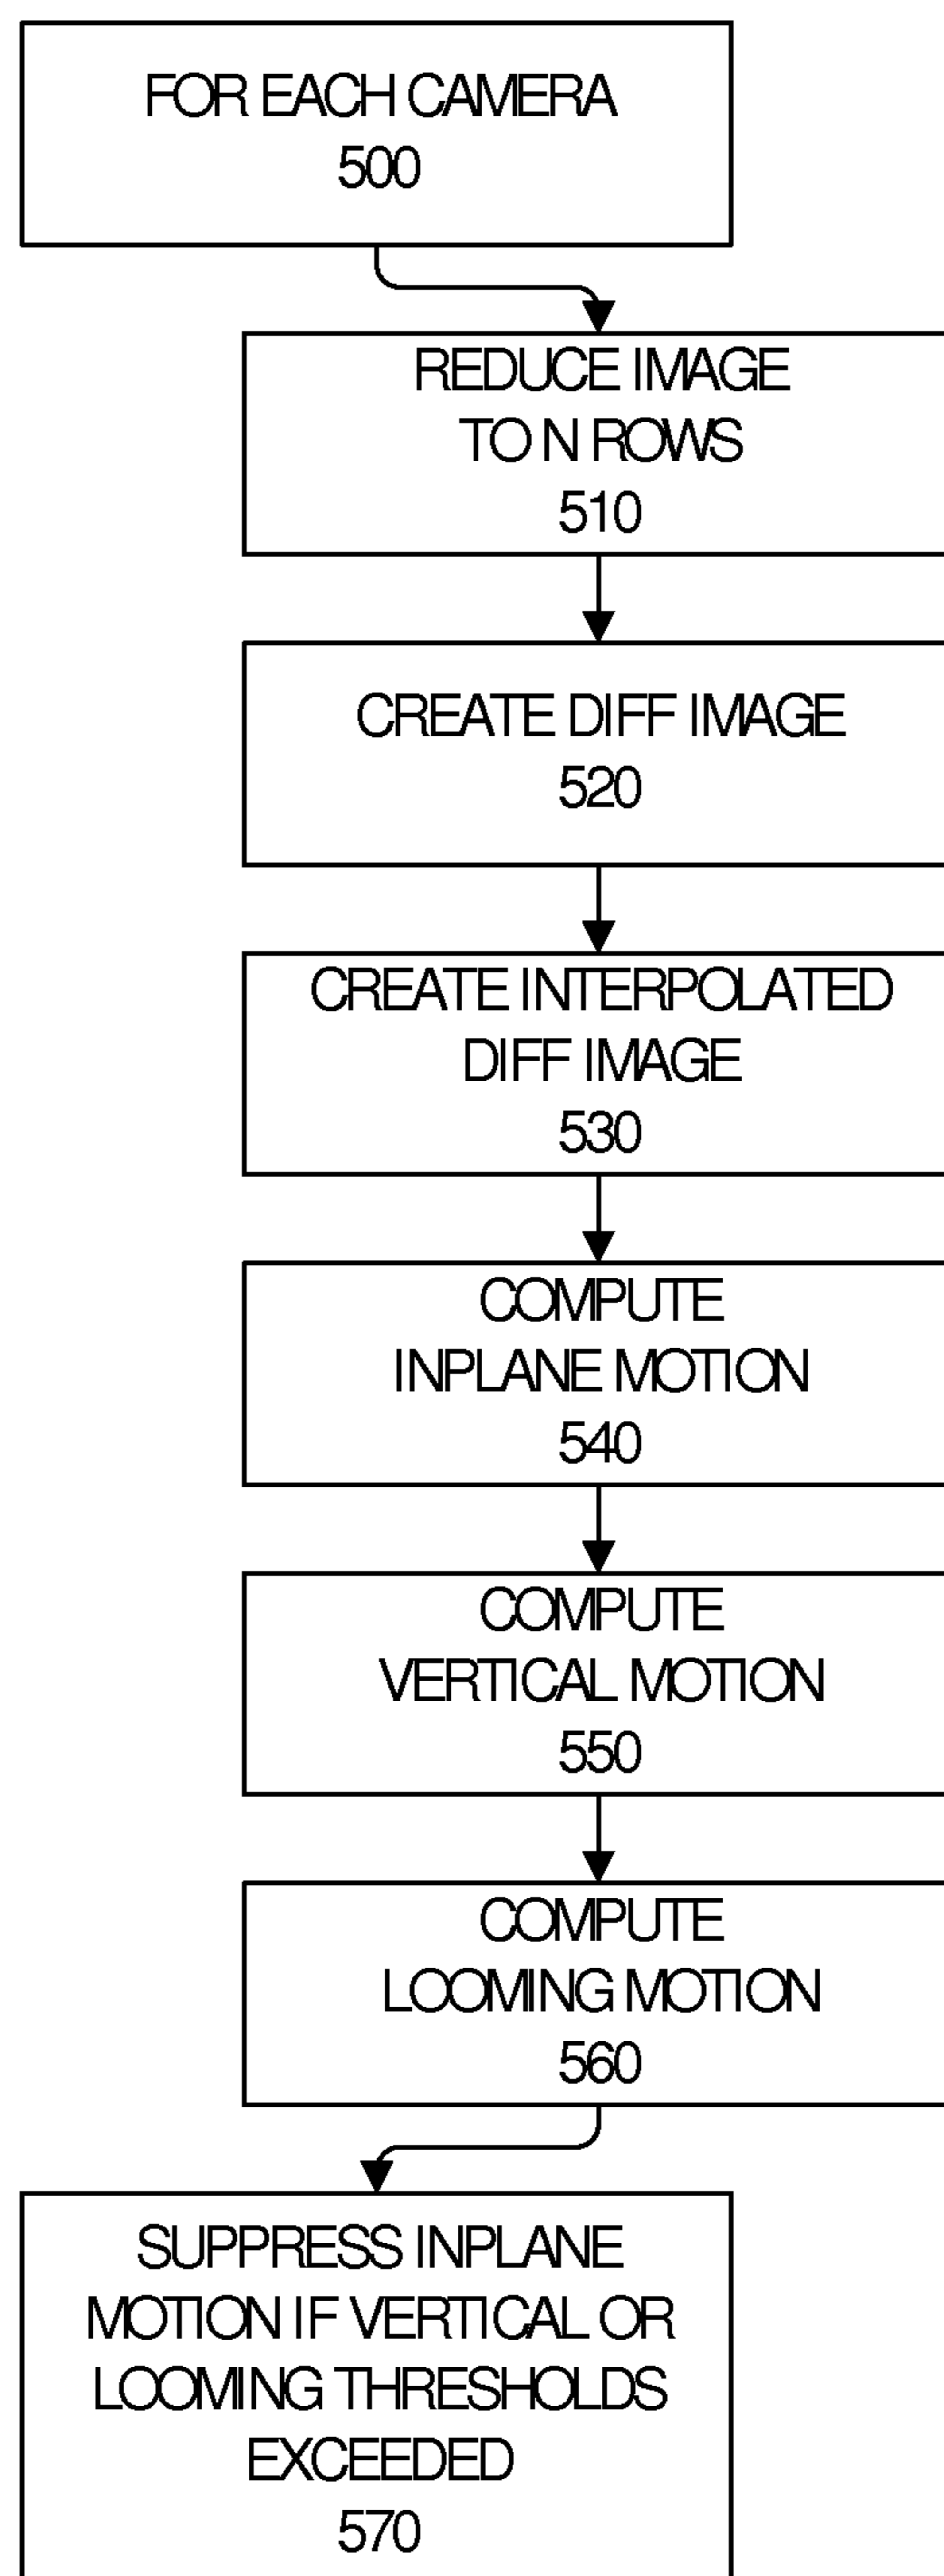 FOR EACH CAMERA
500
REDUCE IMAGE
TO N ROWS
510
CREATE DIFF IMAGE
520
CREATE INTERPOLATED
DIFF IMAGE
530
COMPUTE
INPLANE MOTION
540
COMPUTE
VERTICAL MOTION
550
COMPUTE
LOOMING MOTION
560
SUPPRESS INPLANE
MOTION IF VERTICAL OR
LOOMING THRESHOLDS
EXCEEDED
570